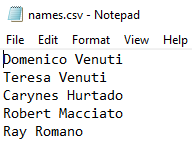 names.csv - Notepad
File Edit Format View Help
Domenico Venuti
Teresa Venuti
Carynes Hurtado
Robert Macciato
Ray Romano